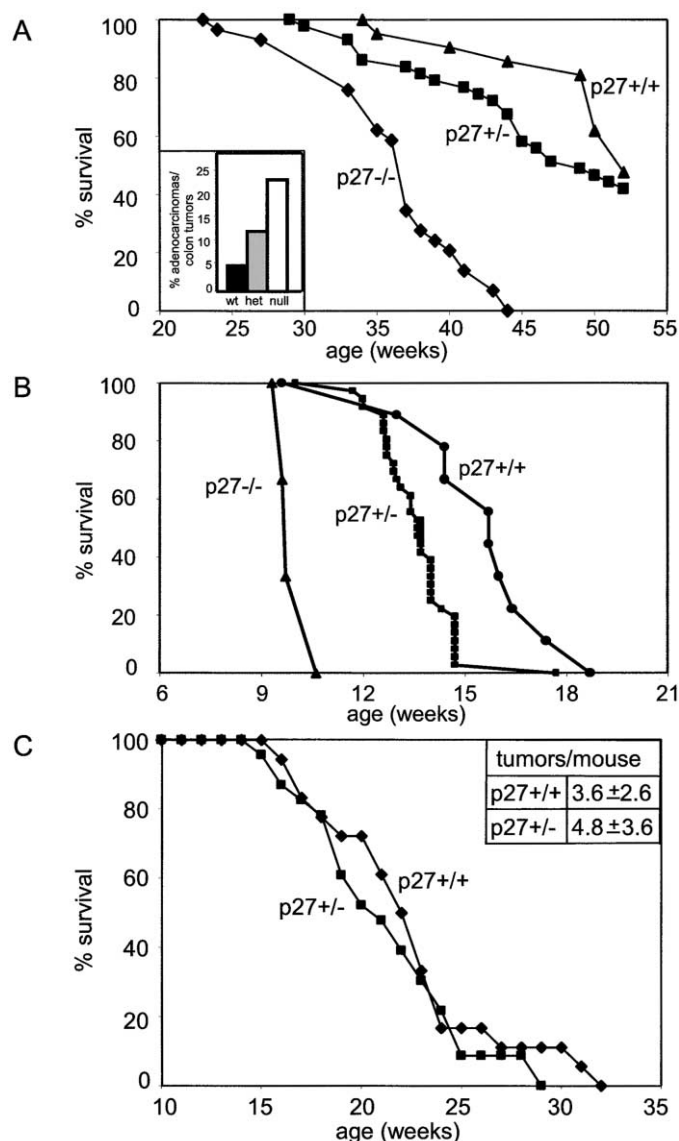 A
100
80
60
40
20
0
% survival
p27+/+
p27+/-
p27-/-
% adenocarcinomas/
colon tumors
25
20
15
10
5
0
wt het null
20 25 30 35 40 45 50 55
age (weeks)
B
100
80
60
40
20
0
% survival
p27-/-
p27+/-
p27+/+
6 9 12 15 18 21
age (weeks)
C
100
80
60
40
20
0
% survival
tumors/mouse
p27+/+ 3.6 ±2.6
p27+/- 4.8 ±3.6
p27+/+
p27+/-
10 15 20 25 30 35
age (weeks)